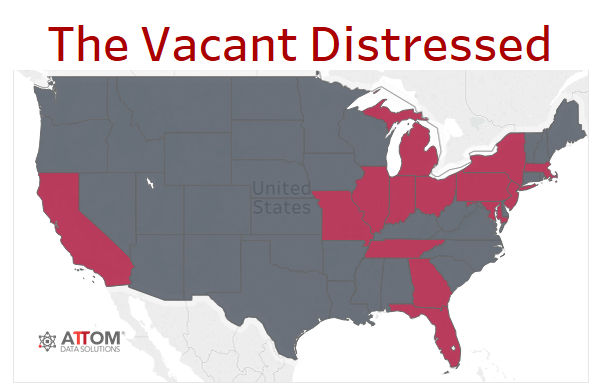 The Vacant Distressed
United
States
ATTOM®
DATA SOLUTIONS